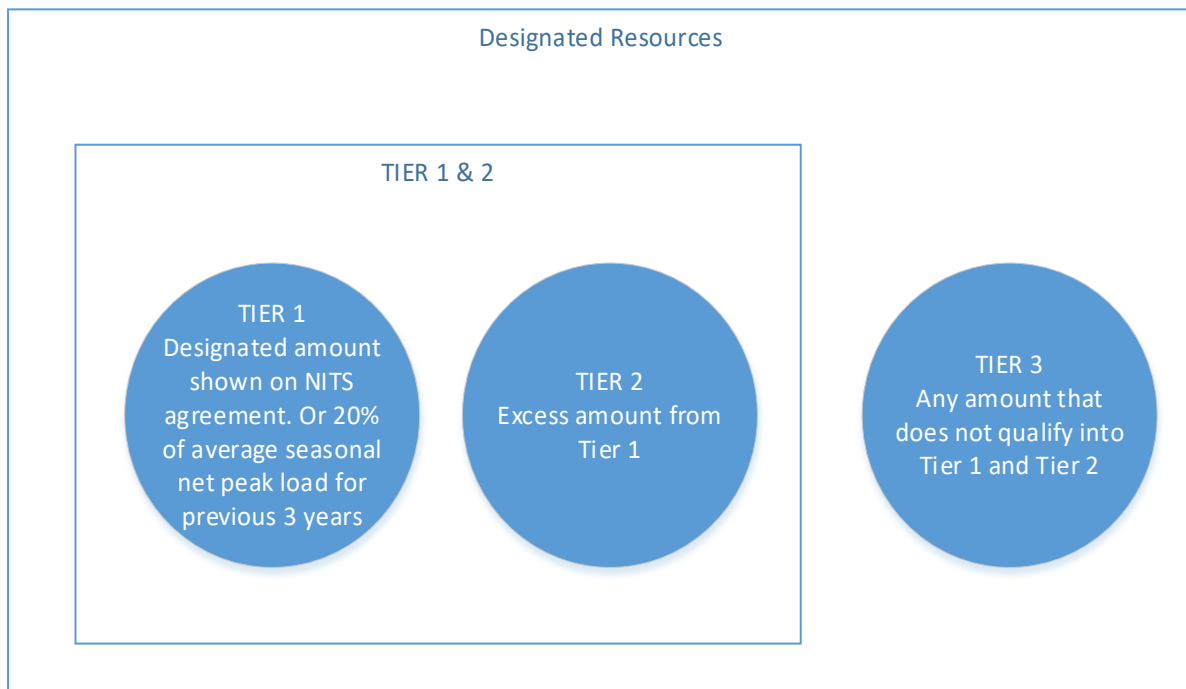 Designated Resources
TIER 1 & 2
TIER 1
Designated amount
shown on NITS
agreement. Or 20%
of average seasonal
net peak load for
previous 3 years
TIER 2
Excess amount from
Tier 1
TIER 3
Any amount that
does not qualify into
Tier 1 and Tier 2